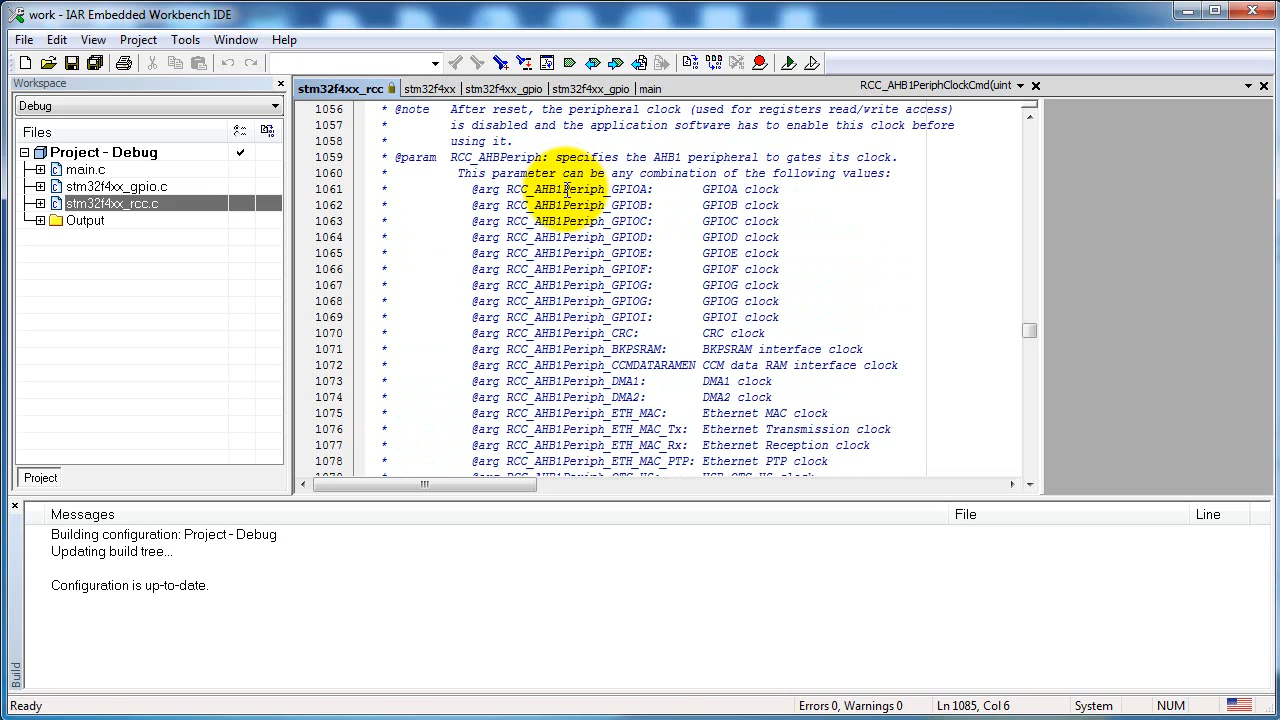 work - IAR Embedded Workbench IDE
File Edit View Project Tools Window Help
Workspace
Debug
Files
Project - Debug
main.c
stm32f4xx_gpio.c
stm32f4xx_rcc.c
Output
Project
stm32f4xx_rcc stm32f4xx stm32f4xx_gpio stm32f4xx_gpio main RCC_AHB1PeriphClockCmd(uint
1056 * @note After reset, the peripheral clock (used for registers read/write access)
1057 * is disabled and the application software has to enable this clock before
1058 * using it.
1059 * @param RCC_AHBPeriph: specifies the AHB1 peripheral to gates its clock.
1060 * This parameter can be any combination of the following values:
1061 * @arg RCC_AHB1Periph_GPIOA: GPIOA clock
1062 * @arg RCC_AHB1Periph_GPIOB: GPIOB clock
1063 * @arg RCC_AHB1Periph_GPIOC: GPIOC clock
1064 * @arg RCC_AHB1Periph_GPIOD: GPIOD clock
1065 * @arg RCC_AHB1Periph_GPIOE: GPIOE clock
1066 * @arg RCC_AHB1Periph_GPIOF: GPIOF clock
1067 * @arg RCC_AHB1Periph_GPIOG: GPIOG clock
1068 * @arg RCC_AHB1Periph_GPIOG: GPIOG clock
1069 * @arg RCC_AHB1Periph_GPIOI: GPIOI clock
1070 * @arg RCC_AHB1Periph_CRC: CRC clock
1071 * @arg RCC_AHB1Periph_BKPSRAM: BKPSRAM interface clock
1072 * @arg RCC_AHB1Periph_CCMDATARAMEN CCM data RAM interface clock
1073 * @arg RCC_AHB1Periph_DMA1: DMA1 clock
1074 * @arg RCC_AHB1Periph_DMA2: DMA2 clock
1075 * @arg RCC_AHB1Periph_ETH_MAC: Ethernet MAC clock
1076 * @arg RCC_AHB1Periph_ETH_MAC_Tx: Ethernet Transmission clock
1077 * @arg RCC_AHB1Periph_ETH_MAC_Rx: Ethernet Reception clock
1078 * @arg RCC_AHB1Periph_ETH_MAC_PTP: Ethernet PTP clock
Messages File Line
Building configuration: Project - Debug
Updating build tree...
Configuration is up-to-date.
Build
Ready Errors 0, Warnings 0 Ln 1085, Col 6 System NUM